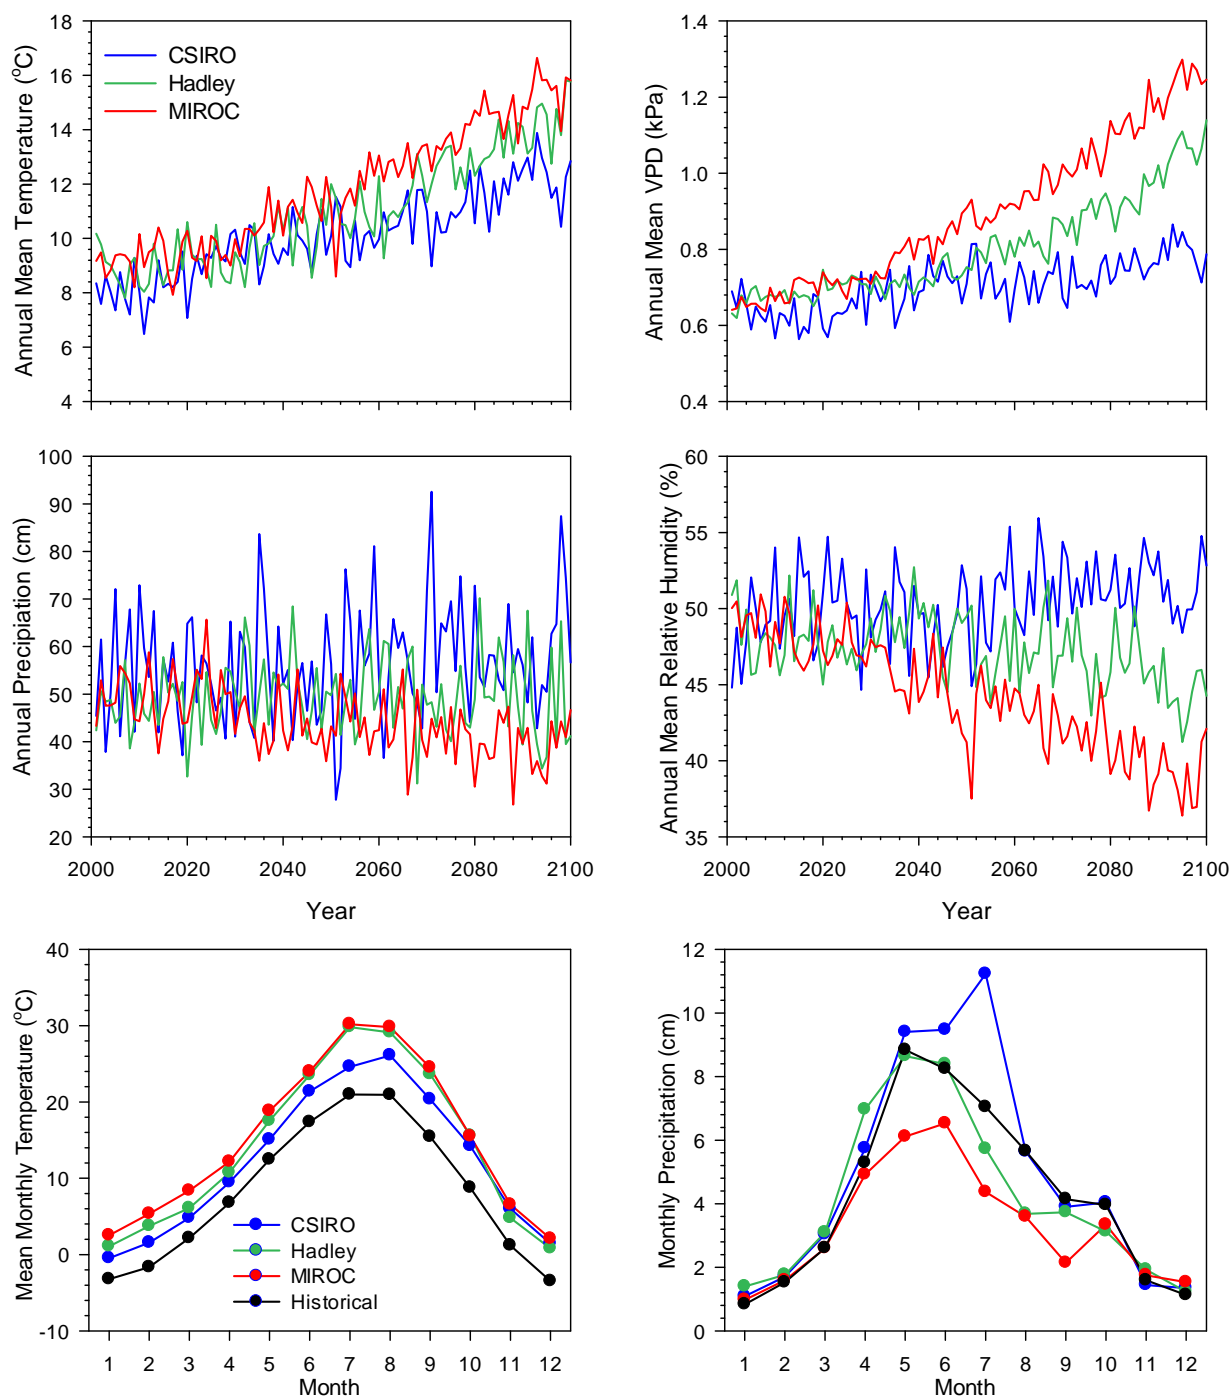 Annual Mean Temperature (°C)
18
16
14
12
10
8
6
4
CSIRO
Hadley
MIROC
Annual Mean VPD (kPa)
1.4
1.2
1.0
0.8
0.6
0.4
Annual Precipiation (cm)
100
90
80
70
60
50
40
30
20
2000
2020
2040
2060
2080
2100
Year
Annual Mean Relative Humidity (%)
60
55
50
45
40
35
2000
2020
2040
2060
2080
2100
Year
Mean Monthly Temperature (°C)
40
30
20
10
0
-10
CSIRO
Hadley
MIROC
Historical
1 2 3 4 5 6 7 8 9 10 11 12
Month
Monthly Precipitation (cm)
12
10
8
6
4
2
0
1 2 3 4 5 6 7 8 9 10 11 12
Month